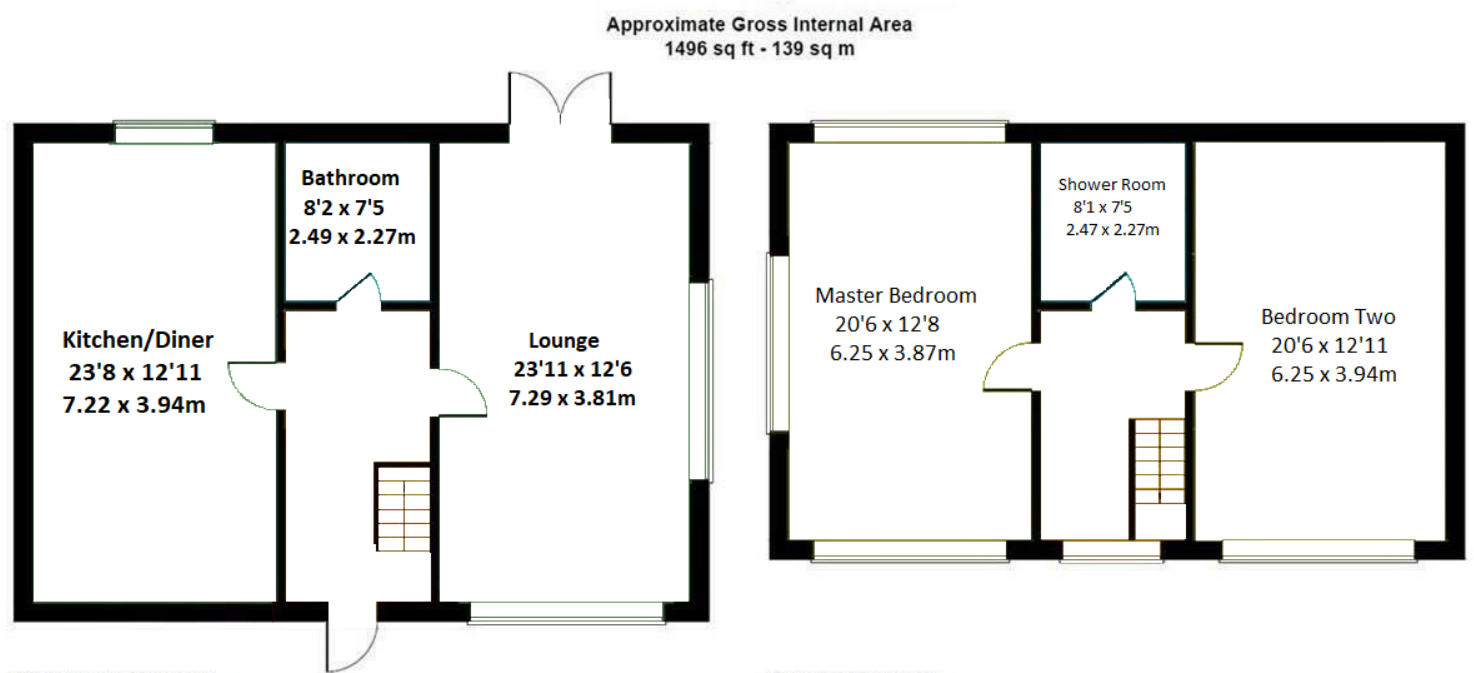 Approximate Gross Internal Area
1496 sq ft - 139 sq m
Bathroom
8'2 x 7'5
2.49 x 2.27m
Kitchen/Diner
23'8 x 12'11
7.22 x 3.94m
Lounge
23'11 x 12'6
7.29 x 3.81m
Shower Room
8'1 x 7'5
2.47 x 2.27m
Master Bedroom
20'6 x 12'8
6.25 x 3.87m
Bedroom Two
20'6 x 12'11
6.25 x 3.94m